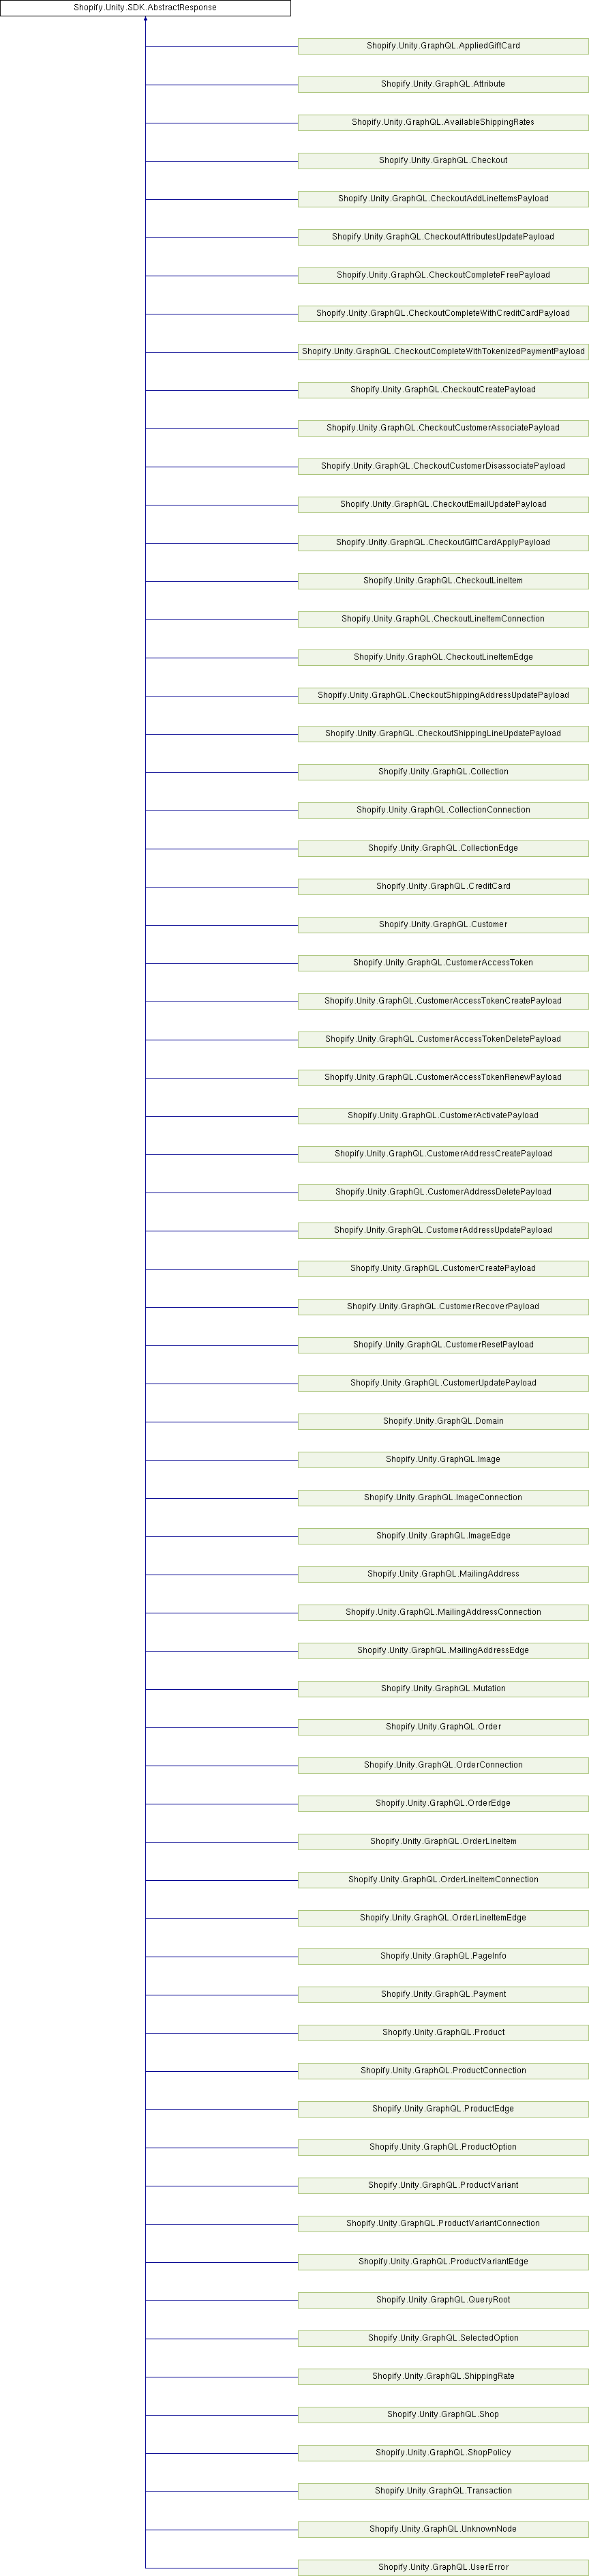 Shopify.Unity.SDK.AbstractResponse
Shopify.Unity.GraphQL.AppliedGiftCard
Shopify.Unity.GraphQL.Attribute
Shopify.Unity.GraphQL.AvailableShippingRates
Shopify.Unity.GraphQL.Checkout
Shopify.Unity.GraphQL.CheckoutAddLineItemsPayload
Shopify.Unity.GraphQL.CheckoutAttributesUpdatePayload
Shopify.Unity.GraphQL.CheckoutCompleteFreePayload
Shopify.Unity.GraphQL.CheckoutCompleteWithCreditCardPayload
Shopify.Unity.GraphQL.CheckoutCompleteWithTokenizedPaymentPayload
Shopify.Unity.GraphQL.CheckoutCreatePayload
Shopify.Unity.GraphQL.CheckoutCustomerAssociatePayload
Shopify.Unity.GraphQL.CheckoutCustomerDisassociatePayload
Shopify.Unity.GraphQL.CheckoutEmailUpdatePayload
Shopify.Unity.GraphQL.CheckoutGiftCardApplyPayload
Shopify.Unity.GraphQL.CheckoutLineItem
Shopify.Unity.GraphQL.CheckoutLineItemConnection
Shopify.Unity.GraphQL.CheckoutLineItemEdge
Shopify.Unity.GraphQL.CheckoutShippingAddressUpdatePayload
Shopify.Unity.GraphQL.CheckoutShippingLineUpdatePayload
Shopify.Unity.GraphQL.Collection
Shopify.Unity.GraphQL.CollectionConnection
Shopify.Unity.GraphQL.CollectionEdge
Shopify.Unity.GraphQL.CreditCard
Shopify.Unity.GraphQL.Customer
Shopify.Unity.GraphQL.CustomerAccessToken
Shopify.Unity.GraphQL.CustomerAccessTokenCreatePayload
Shopify.Unity.GraphQL.CustomerAccessTokenDeletePayload
Shopify.Unity.GraphQL.CustomerAccessTokenRenewPayload
Shopify.Unity.GraphQL.CustomerActivatePayload
Shopify.Unity.GraphQL.CustomerAddressCreatePayload
Shopify.Unity.GraphQL.CustomerAddressDeletePayload
Shopify.Unity.GraphQL.CustomerAddressUpdatePayload
Shopify.Unity.GraphQL.CustomerCreatePayload
Shopify.Unity.GraphQL.CustomerRecoverPayload
Shopify.Unity.GraphQL.CustomerResetPayload
Shopify.Unity.GraphQL.CustomerUpdatePayload
Shopify.Unity.GraphQL.Domain
Shopify.Unity.GraphQL.Image
Shopify.Unity.GraphQL.ImageConnection
Shopify.Unity.GraphQL.ImageEdge
Shopify.Unity.GraphQL.MailingAddress
Shopify.Unity.GraphQL.MailingAddressConnection
Shopify.Unity.GraphQL.MailingAddressEdge
Shopify.Unity.GraphQL.Mutation
Shopify.Unity.GraphQL.Order
Shopify.Unity.GraphQL.OrderConnection
Shopify.Unity.GraphQL.OrderEdge
Shopify.Unity.GraphQL.OrderLineItem
Shopify.Unity.GraphQL.OrderLineItemConnection
Shopify.Unity.GraphQL.OrderLineItemEdge
Shopify.Unity.GraphQL.PageInfo
Shopify.Unity.GraphQL.Payment
Shopify.Unity.GraphQL.Product
Shopify.Unity.GraphQL.ProductConnection
Shopify.Unity.GraphQL.ProductEdge
Shopify.Unity.GraphQL.ProductOption
Shopify.Unity.GraphQL.ProductVariant
Shopify.Unity.GraphQL.ProductVariantConnection
Shopify.Unity.GraphQL.ProductVariantEdge
Shopify.Unity.GraphQL.QueryRoot
Shopify.Unity.GraphQL.SelectedOption
Shopify.Unity.GraphQL.ShippingRate
Shopify.Unity.GraphQL.Shop
Shopify.Unity.GraphQL.ShopPolicy
Shopify.Unity.GraphQL.Transaction
Shopify.Unity.GraphQL.UnknownNode
Shopify.Unity.GraphQL.UserError